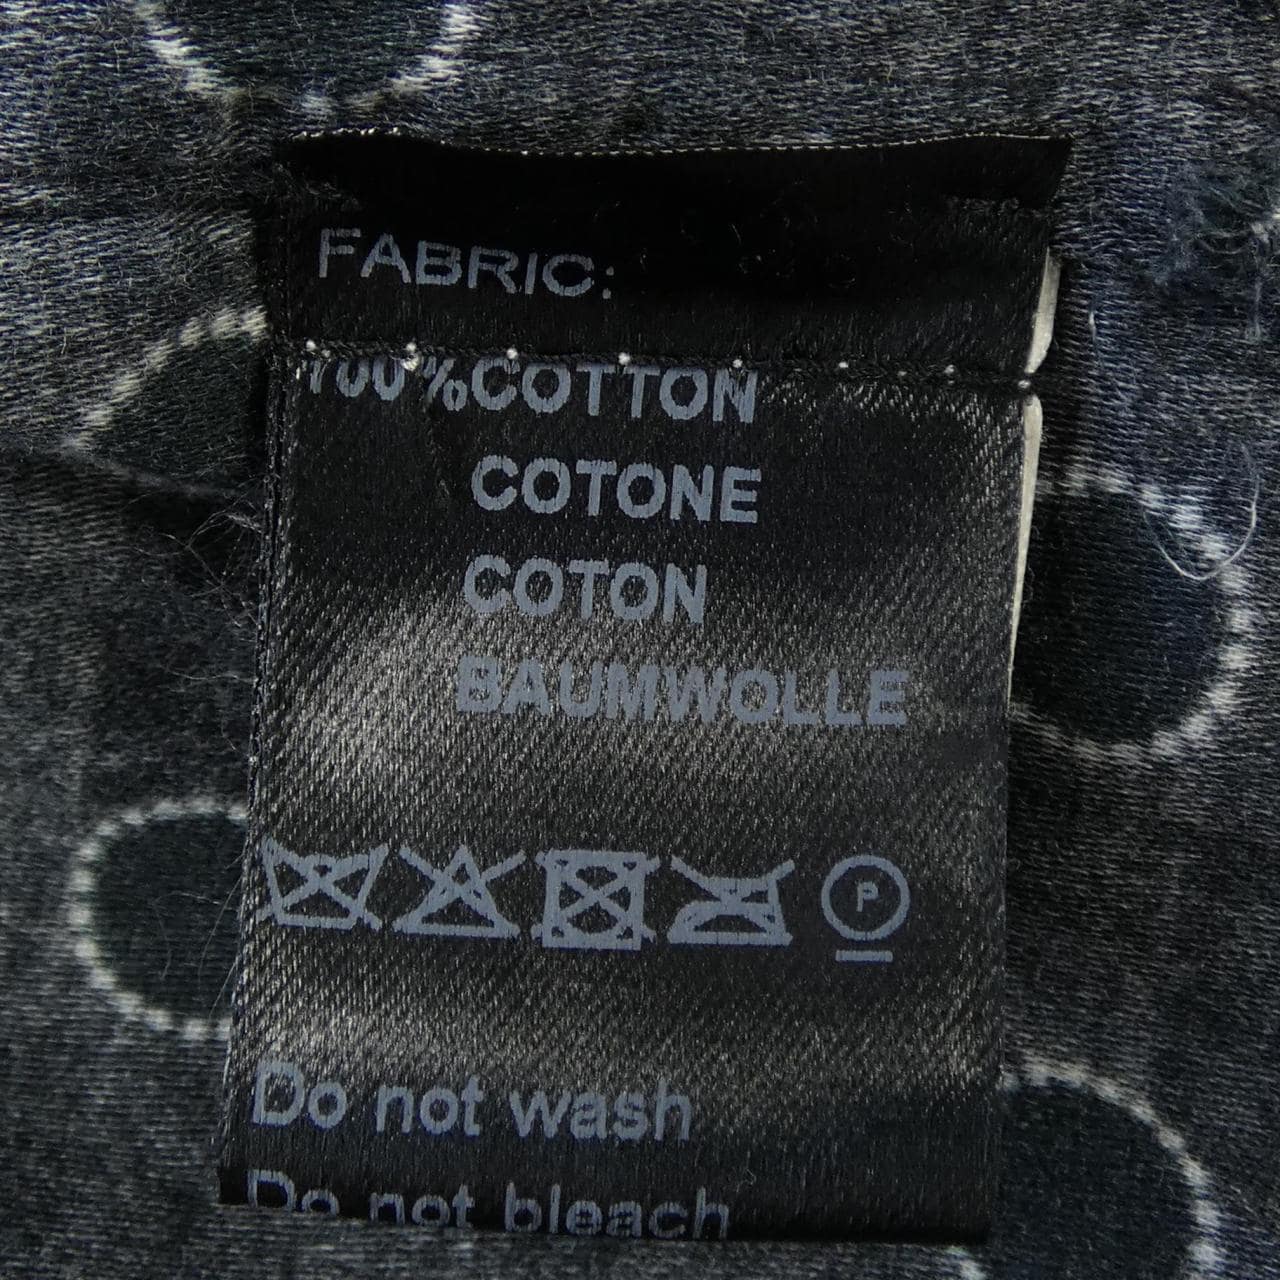 FABRIC:
100%COTTON
COTONE
COTON
BAUMWOLLE
P
Do not wash
Do not bleach